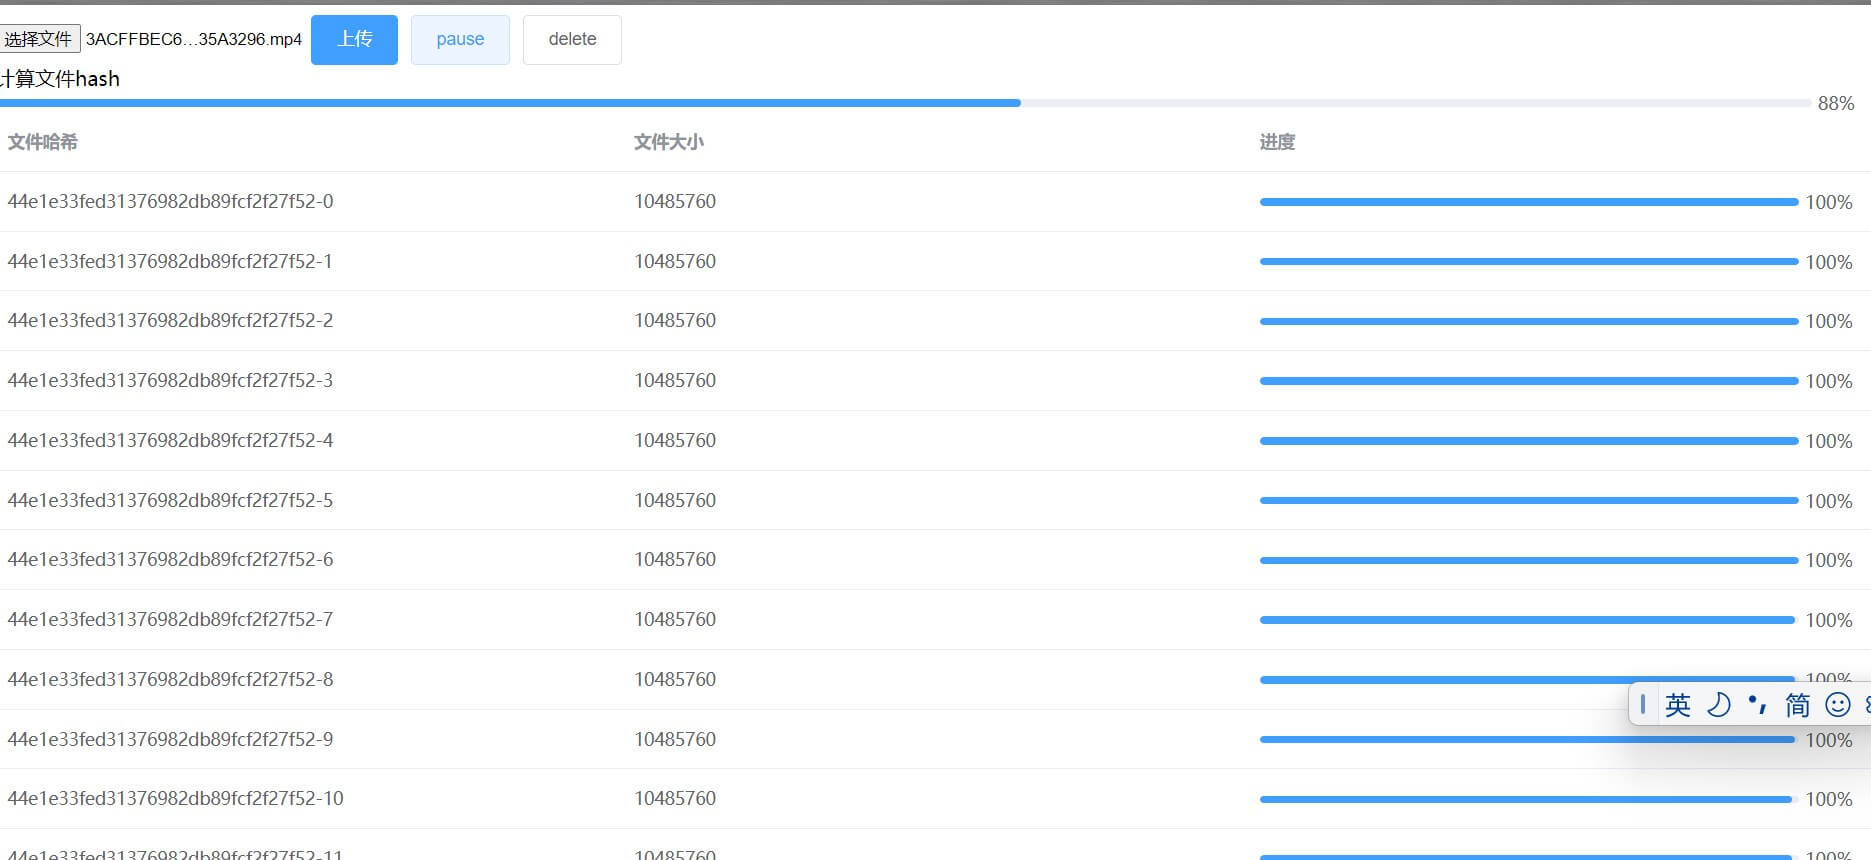 选择文件 3ACFFBEC6...35A3296.mp4 上传 pause delete
计算文件hash
88%
文件哈希 文件大小 进度
44e1e33fed31376982db89fcf2f27f52-0 10485760 100%
44e1e33fed31376982db89fcf2f27f52-1 10485760 100%
44e1e33fed31376982db89fcf2f27f52-2 10485760 100%
44e1e33fed31376982db89fcf2f27f52-3 10485760 100%
44e1e33fed31376982db89fcf2f27f52-4 10485760 100%
44e1e33fed31376982db89fcf2f27f52-5 10485760 100%
44e1e33fed31376982db89fcf2f27f52-6 10485760 100%
44e1e33fed31376982db89fcf2f27f52-7 10485760 100%
44e1e33fed31376982db89fcf2f27f52-8 10485760 100%
英 简
44e1e33fed31376982db89fcf2f27f52-9 10485760 100%
44e1e33fed31376982db89fcf2f27f52-10 10485760 100%
44e1e33fed31376982db89fcf2f27f52-11 10485760 100%